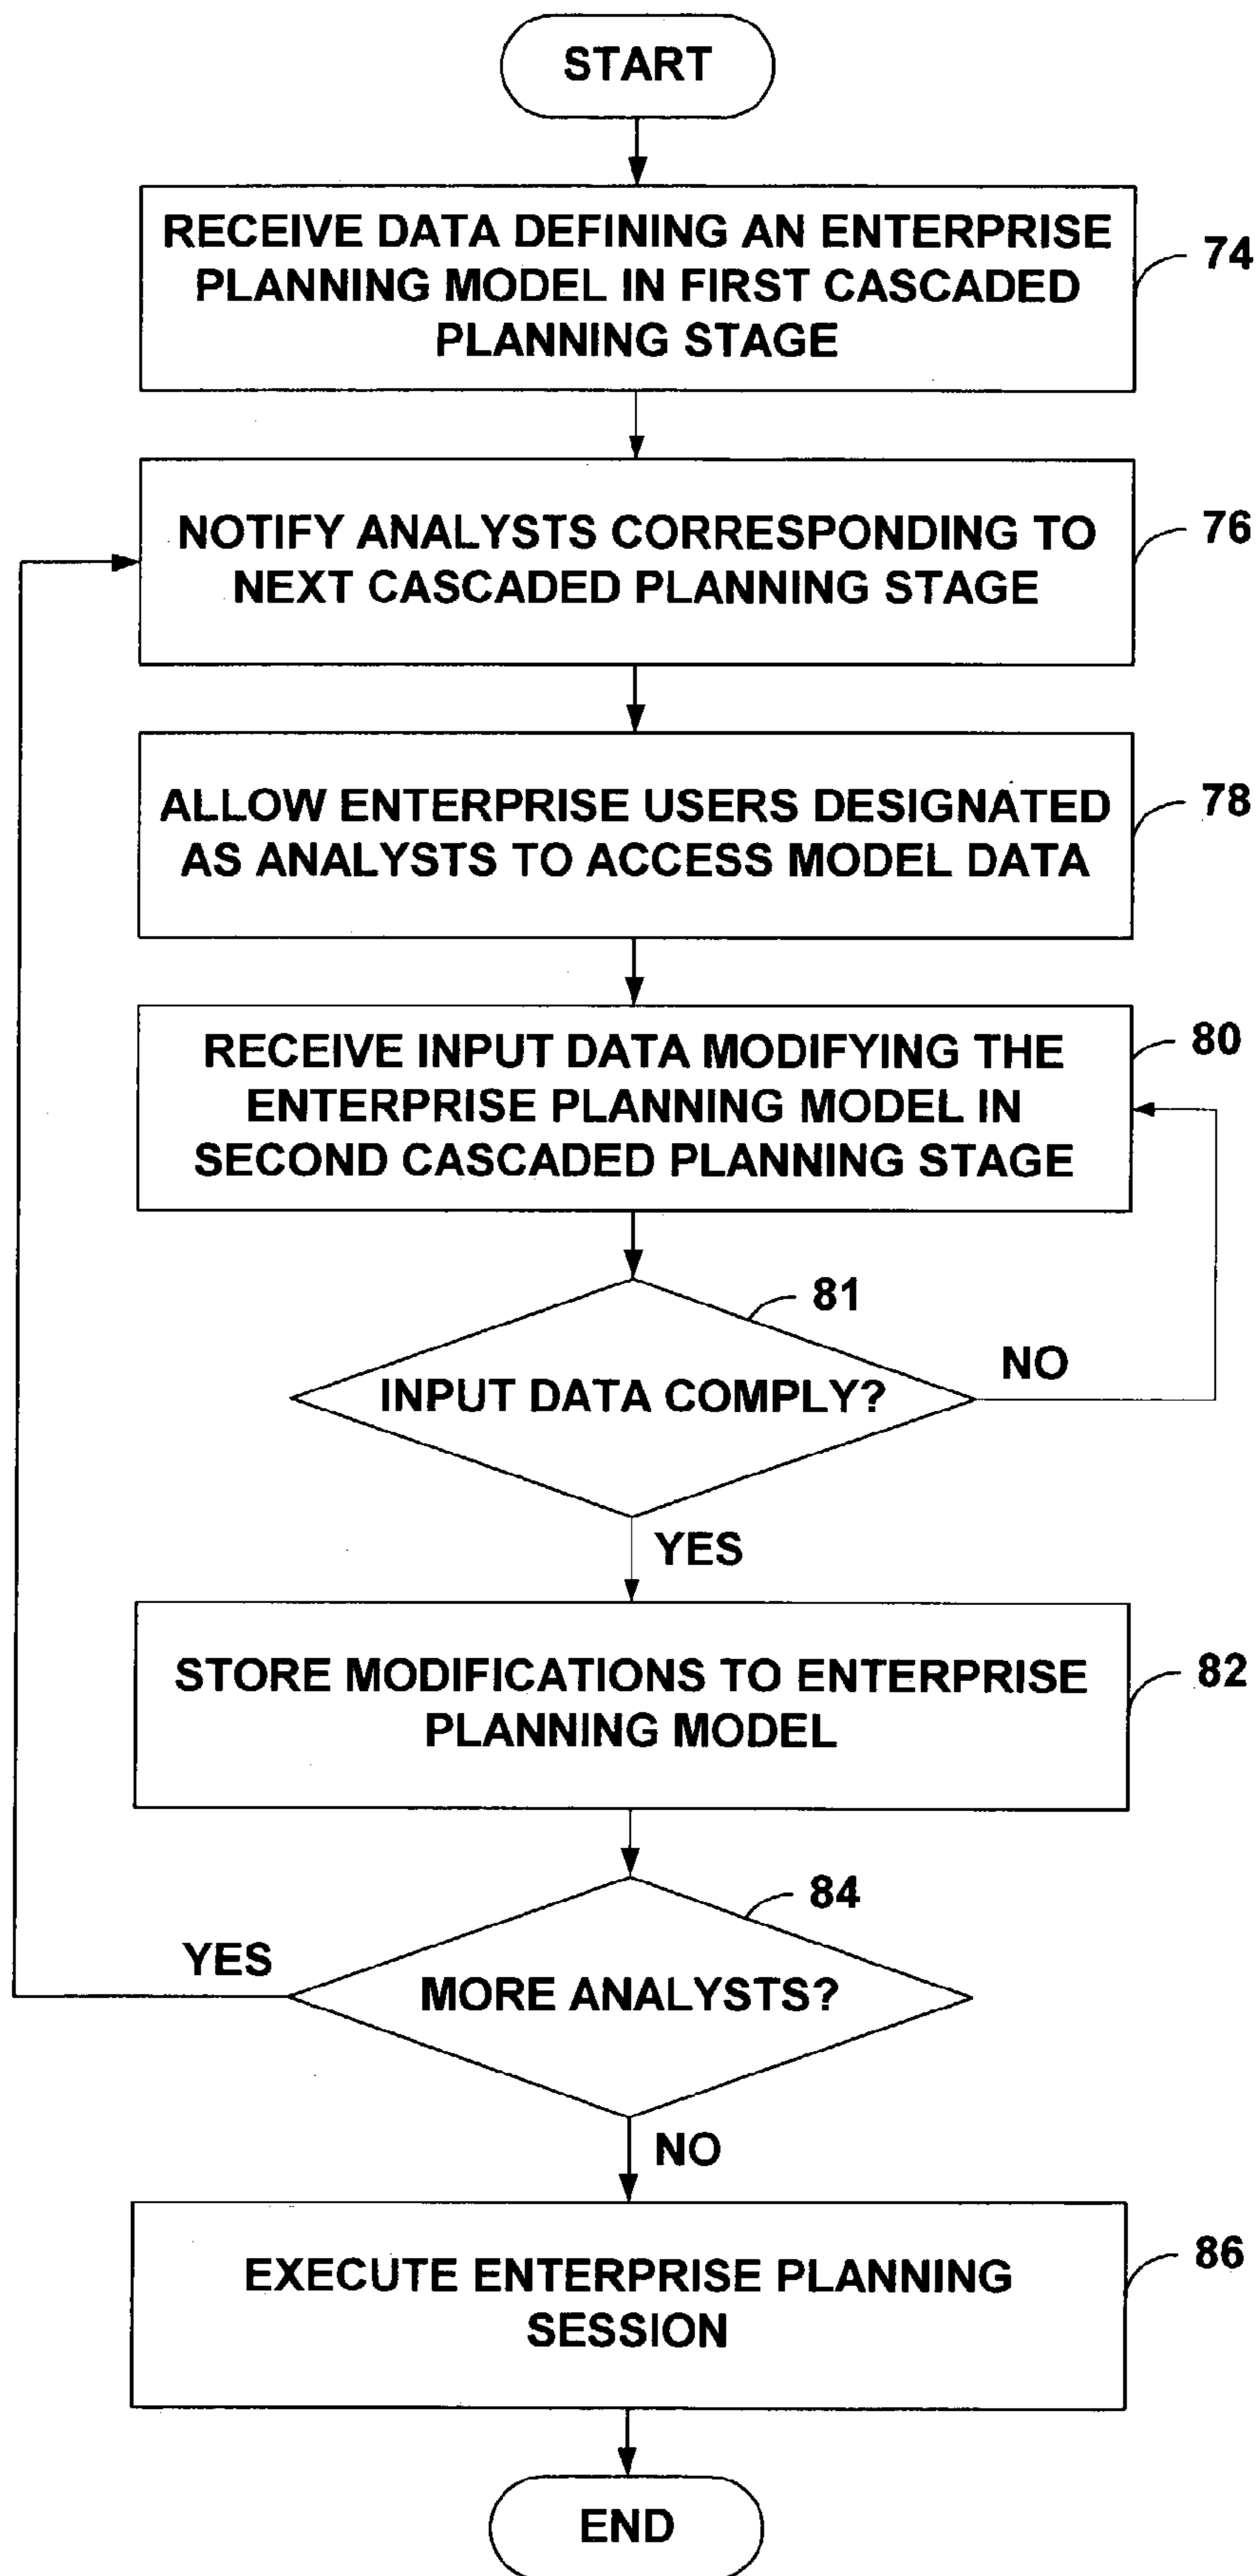 START
RECEIVE DATA DEFINING AN ENTERPRISE
PLANNING MODEL IN FIRST CASCADED
PLANNING STAGE
74
NOTIFY ANALYSTS CORRESPONDING TO
NEXT CASCADED PLANNING STAGE
76
ALLOW ENTERPRISE USERS DESIGNATED
AS ANALYSTS TO ACCESS MODEL DATA
78
RECEIVE INPUT DATA MODIFYING THE
ENTERPRISE PLANNING MODEL IN
SECOND CASCADED PLANNING STAGE
80
81
INPUT DATA COMPLY?
NO
YES
STORE MODIFICATIONS TO ENTERPRISE
PLANNING MODEL
82
84
YES
MORE ANALYSTS?
NO
EXECUTE ENTERPRISE PLANNING
SESSION
86
END